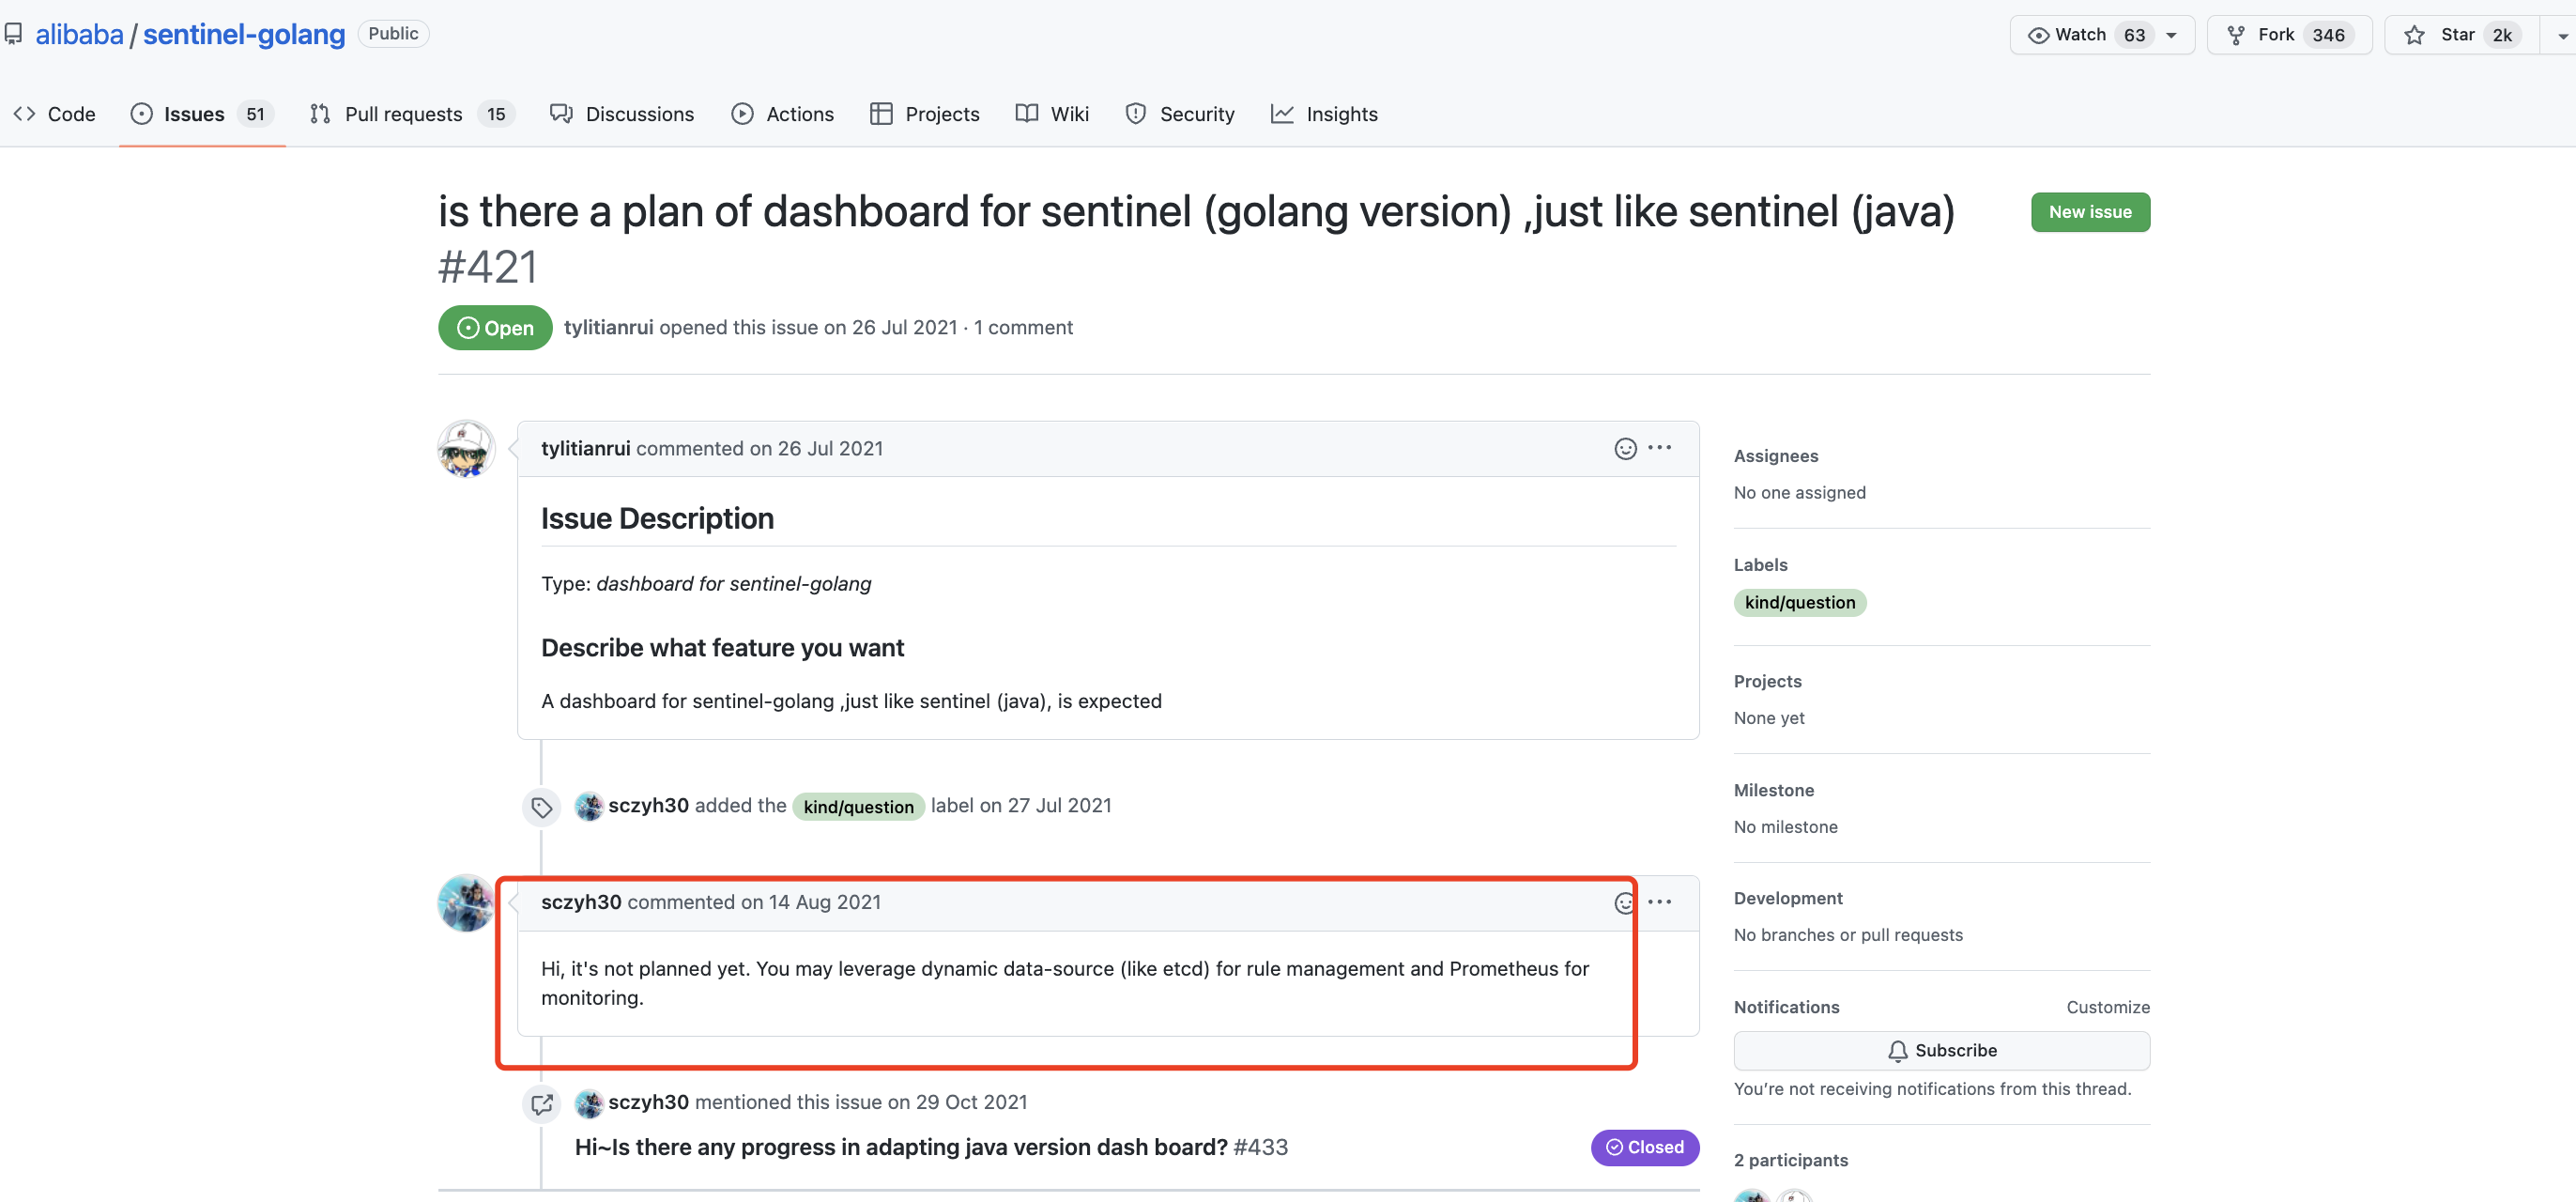 alibaba / sentinel-golang Public
Watch 63
Fork 346
Star 2k
Code
Issues 51
Pull requests 15
Discussions
Actions
Projects
Wiki
Security
Insights
is there a plan of dashboard for sentinel (golang version) ,just like sentinel (java)
#421
New issue
Open tylitianrui opened this issue on 26 Jul 2021 · 1 comment
tylitianrui commented on 26 Jul 2021
Issue Description
Type: dashboard for sentinel-golang
Describe what feature you want
A dashboard for sentinel-golang ,just like sentinel (java), is expected
sczyh30 added the kind/question label on 27 Jul 2021
sczyh30 commented on 14 Aug 2021
Hi, it's not planned yet. You may leverage dynamic data-source (like etcd) for rule management and Prometheus for
monitoring.
sczyh30 mentioned this issue on 29 Oct 2021
Hi~Is there any progress in adapting java version dash board? #433
Closed
Assignees
No one assigned
Labels
kind/question
Projects
None yet
Milestone
No milestone
Development
No branches or pull requests
Notifications
Customize
Subscribe
You're not receiving notifications from this thread.
2 participants